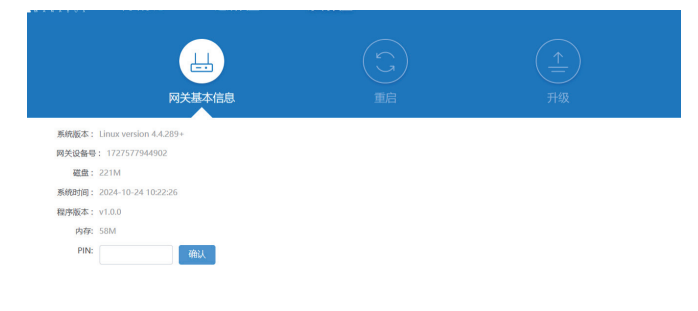 网关基本信息
重启
升级
系统版本： Linux version 4.4.289+
网关设备号： 1727577944902
磁盘： 221M
系统时间： 2024-10-24 10:22:26
程序版本： v1.0.0
内存: 58M
PIN:
确认